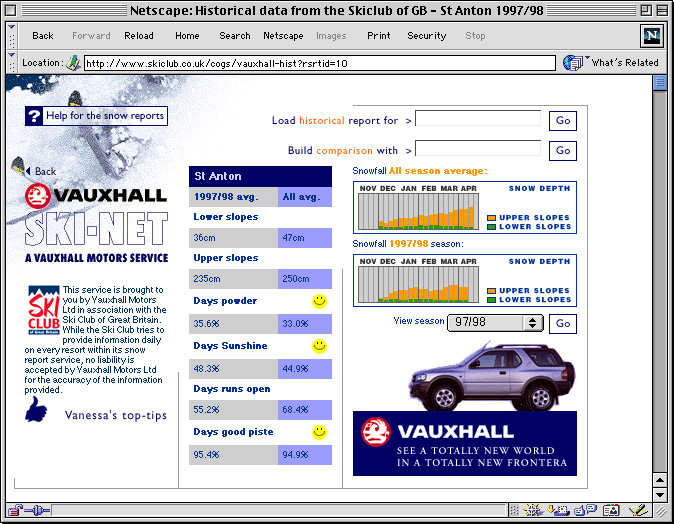 Netscape: Historical data from the Skiclub of GB - St Anton 1997/98
Back Forward Reload Home Search Netscape Images Print Security Stop
N
Location: http://www.skiclub.co.uk/cogs/vauxhall-hist?rsrtid=10 What's Related
? Help for the snow reports
Load historical report for > Go
Build comparison with > Go
Back
VAUXHALL
SKI-NET
A VAUXHALL MOTORS SERVICE
SKI
CLUB
of Great Britain
This service is brought to
you by Vauxhall Motors
Ltd in association with the
Ski Club of Great Britain.
While the Ski Club tries to
provide information daily
on every resort within its snow
report service, no liability is
accepted by Vauxhall Motors Ltd
for the accuracy of the information
provided.
Vanessa's top-tips
St Anton
1997/98 avg. All avg.
Lower slopes
36cm 47cm
Upper slopes
235cm 250cm
Days powder
35.6% 33.0%
Days Sunshine
48.3% 44.9%
Days runs open
55.2% 68.4%
Days good piste
95.4% 94.9%
Snowfall All season average:
NOV DEC JAN FEB MAR APR SNOW DEPTH
UPPER SLOPES
LOWER SLOPES
Snowfall 1997/98 season:
NOV DEC JAN FEB MAR APR SNOW DEPTH
UPPER SLOPES
LOWER SLOPES
View season 97/98 Go
VAUXHALL
SEE A TOTALLY NEW WORLD
IN A TOTALLY NEW FRONTERA